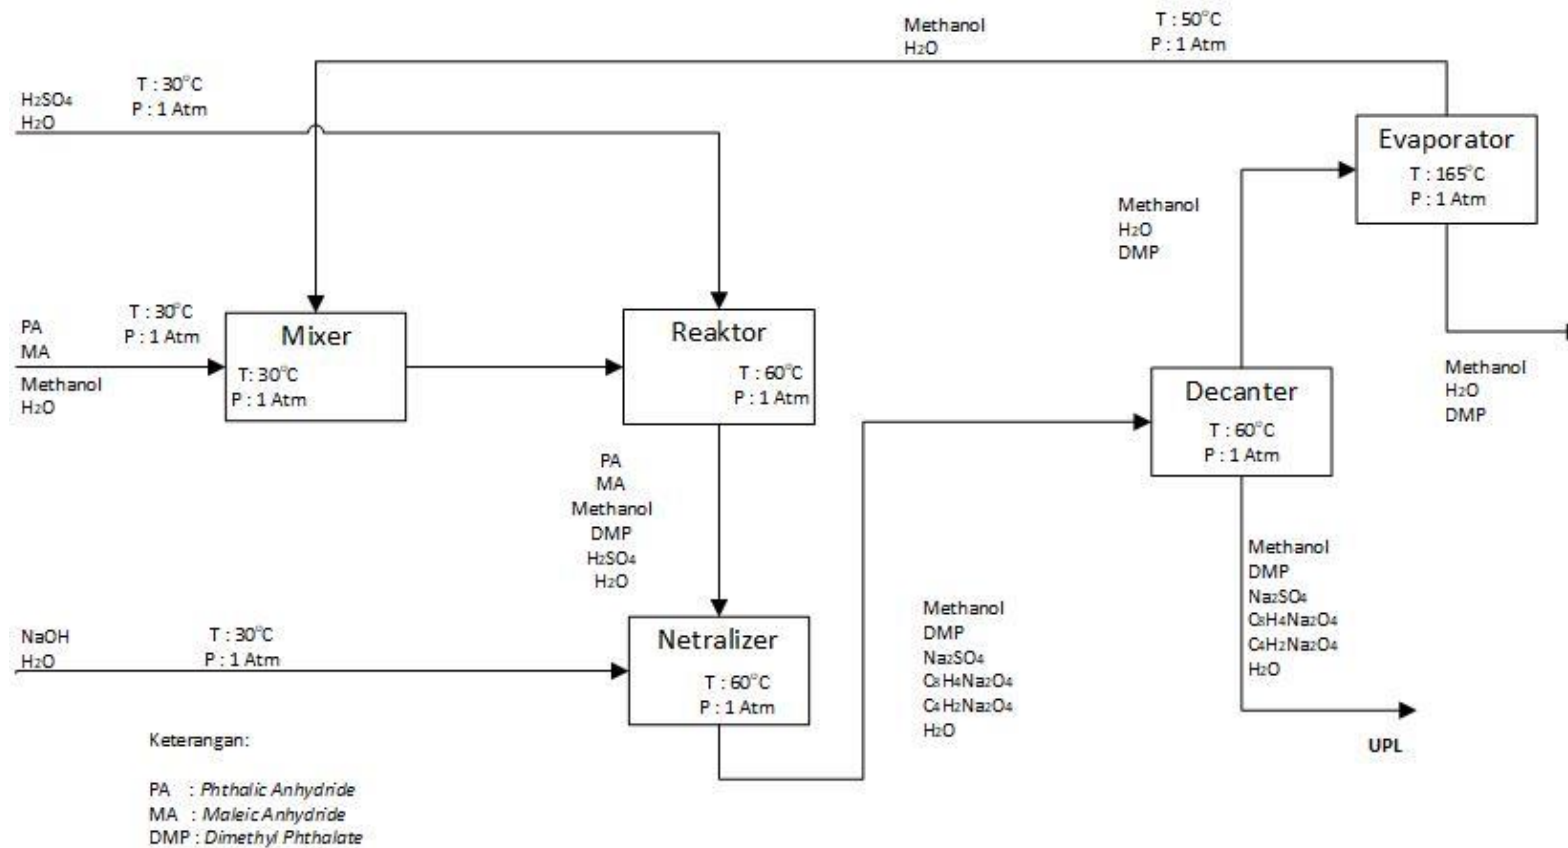 Methanol
H₂O
T : 50°C
P : 1 Atm
H₂SO₄
H₂O
T : 30°C
P : 1 Atm
Evaporator
T : 165°C
P : 1 Atm
Methanol
H₂O
DMP
PA
MA
Methanol
H₂O
T : 30°C
P : 1 Atm
Mixer
T: 30°C
P : 1 Atm
Reaktor
T : 60°C
P : 1 Atm
Decanter
T : 60°C
P : 1 Atm
Methanol
H₂O
DMP
PA
MA
Methanol
DMP
H₂SO₄
H₂O
Methanol
DMP
Na₂SO₄
C₈H₄Na₂O₄
C₄H₂Na₂O₄
H₂O
UPL
NaOH
H₂O
T : 30°C
P : 1 Atm
Netralizer
T : 60°C
P : 1 Atm
Methanol
DMP
Na₂SO₄
C₈H₄Na₂O₄
C₄H₂Na₂O₄
H₂O
Keterangan:
PA : Phthalic Anhydride
MA : Maleic Anhydride
DMP : Dimethyl Phthalate